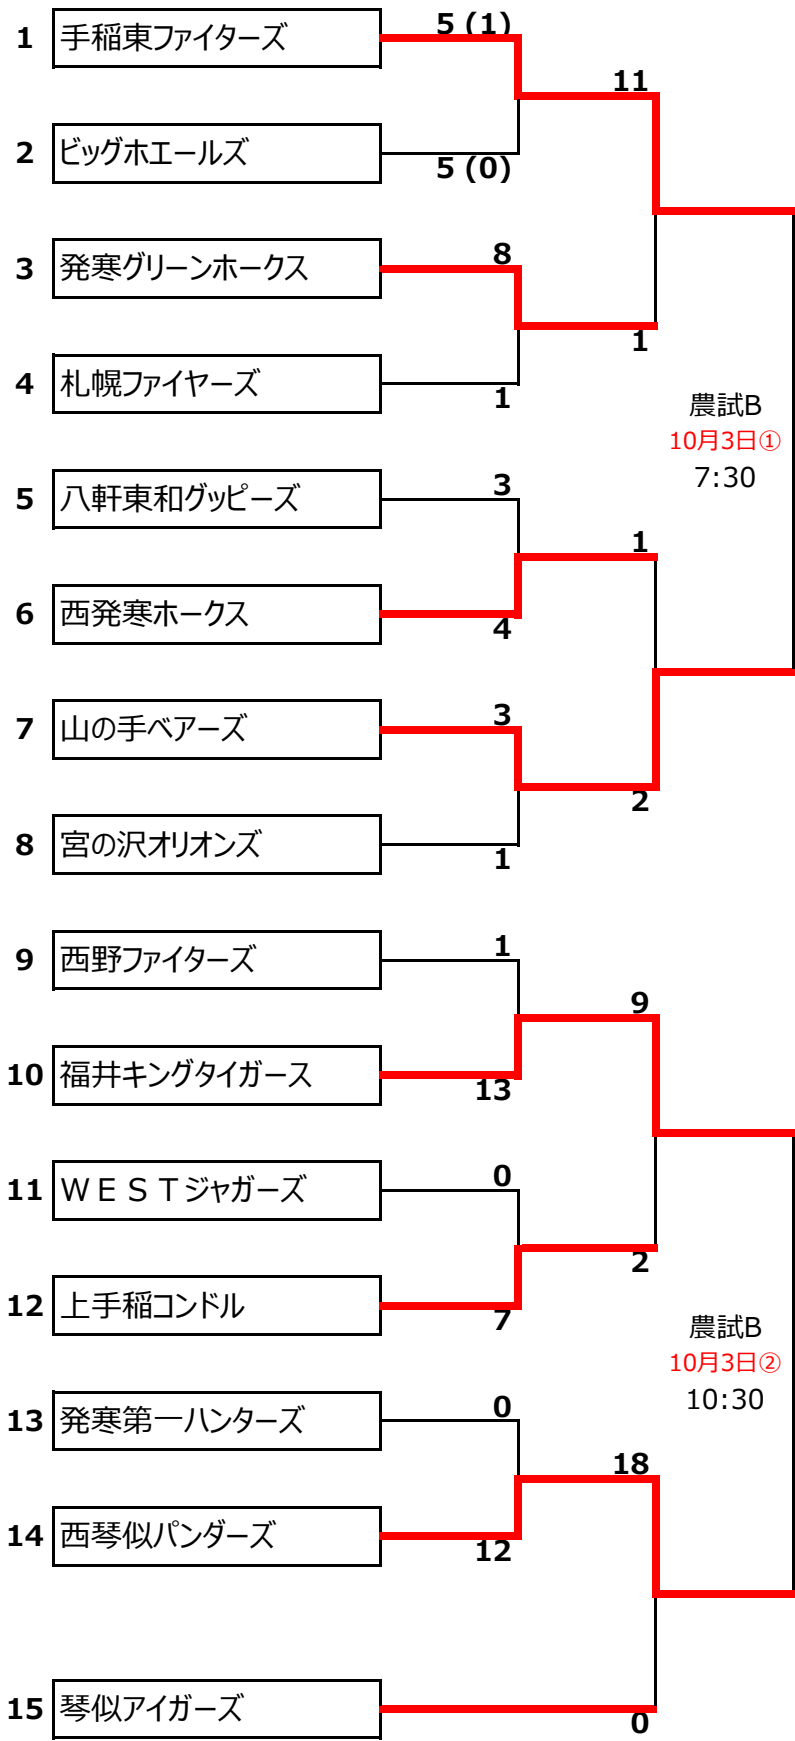 1 手稲東ファイターズ 5 (1)
11
2 ビッグホエールズ 5 (0)
3 発寒グリーンホークス 8
1
4 札幌ファイヤーズ 1
農試B
10月3日①
7:30
5 八軒東和グッピーズ 3
1
6 西発寒ホークス 4
7 山の手ベアーズ 3
2
8 宮の沢オリオンズ 1
9 西野ファイターズ 1
9
10 福井キングタイガース 13
11 ＷＥＳＴジャガーズ 0
2
12 上手稲コンドル 7
農試B
10月3日②
10:30
13 発寒第一ハンターズ 0
18
14 西琴似パンダーズ 12
15 琴似アイガーズ 0